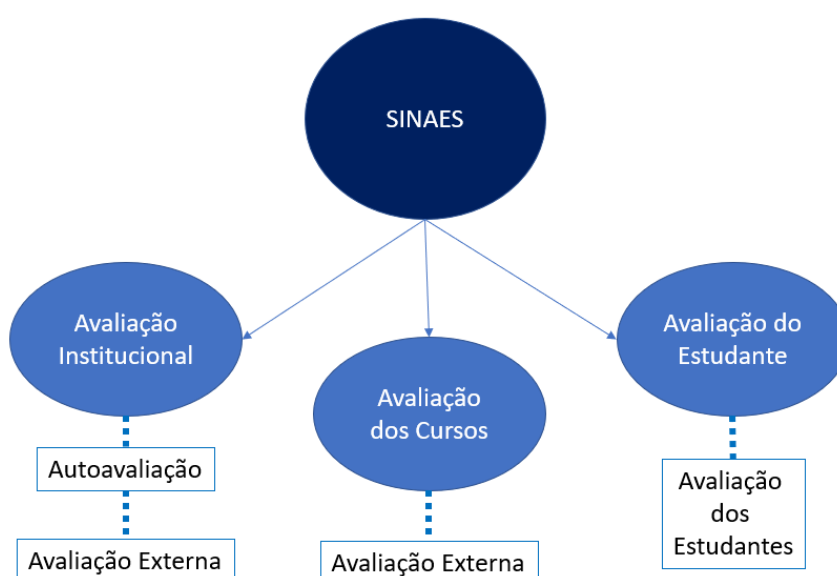 SINAES
Avaliação
Institucional
Avaliação
dos Cursos
Avaliação do
Estudante
Autoavaliação
Avaliação Externa
Avaliação Externa
Avaliação
dos
Estudantes